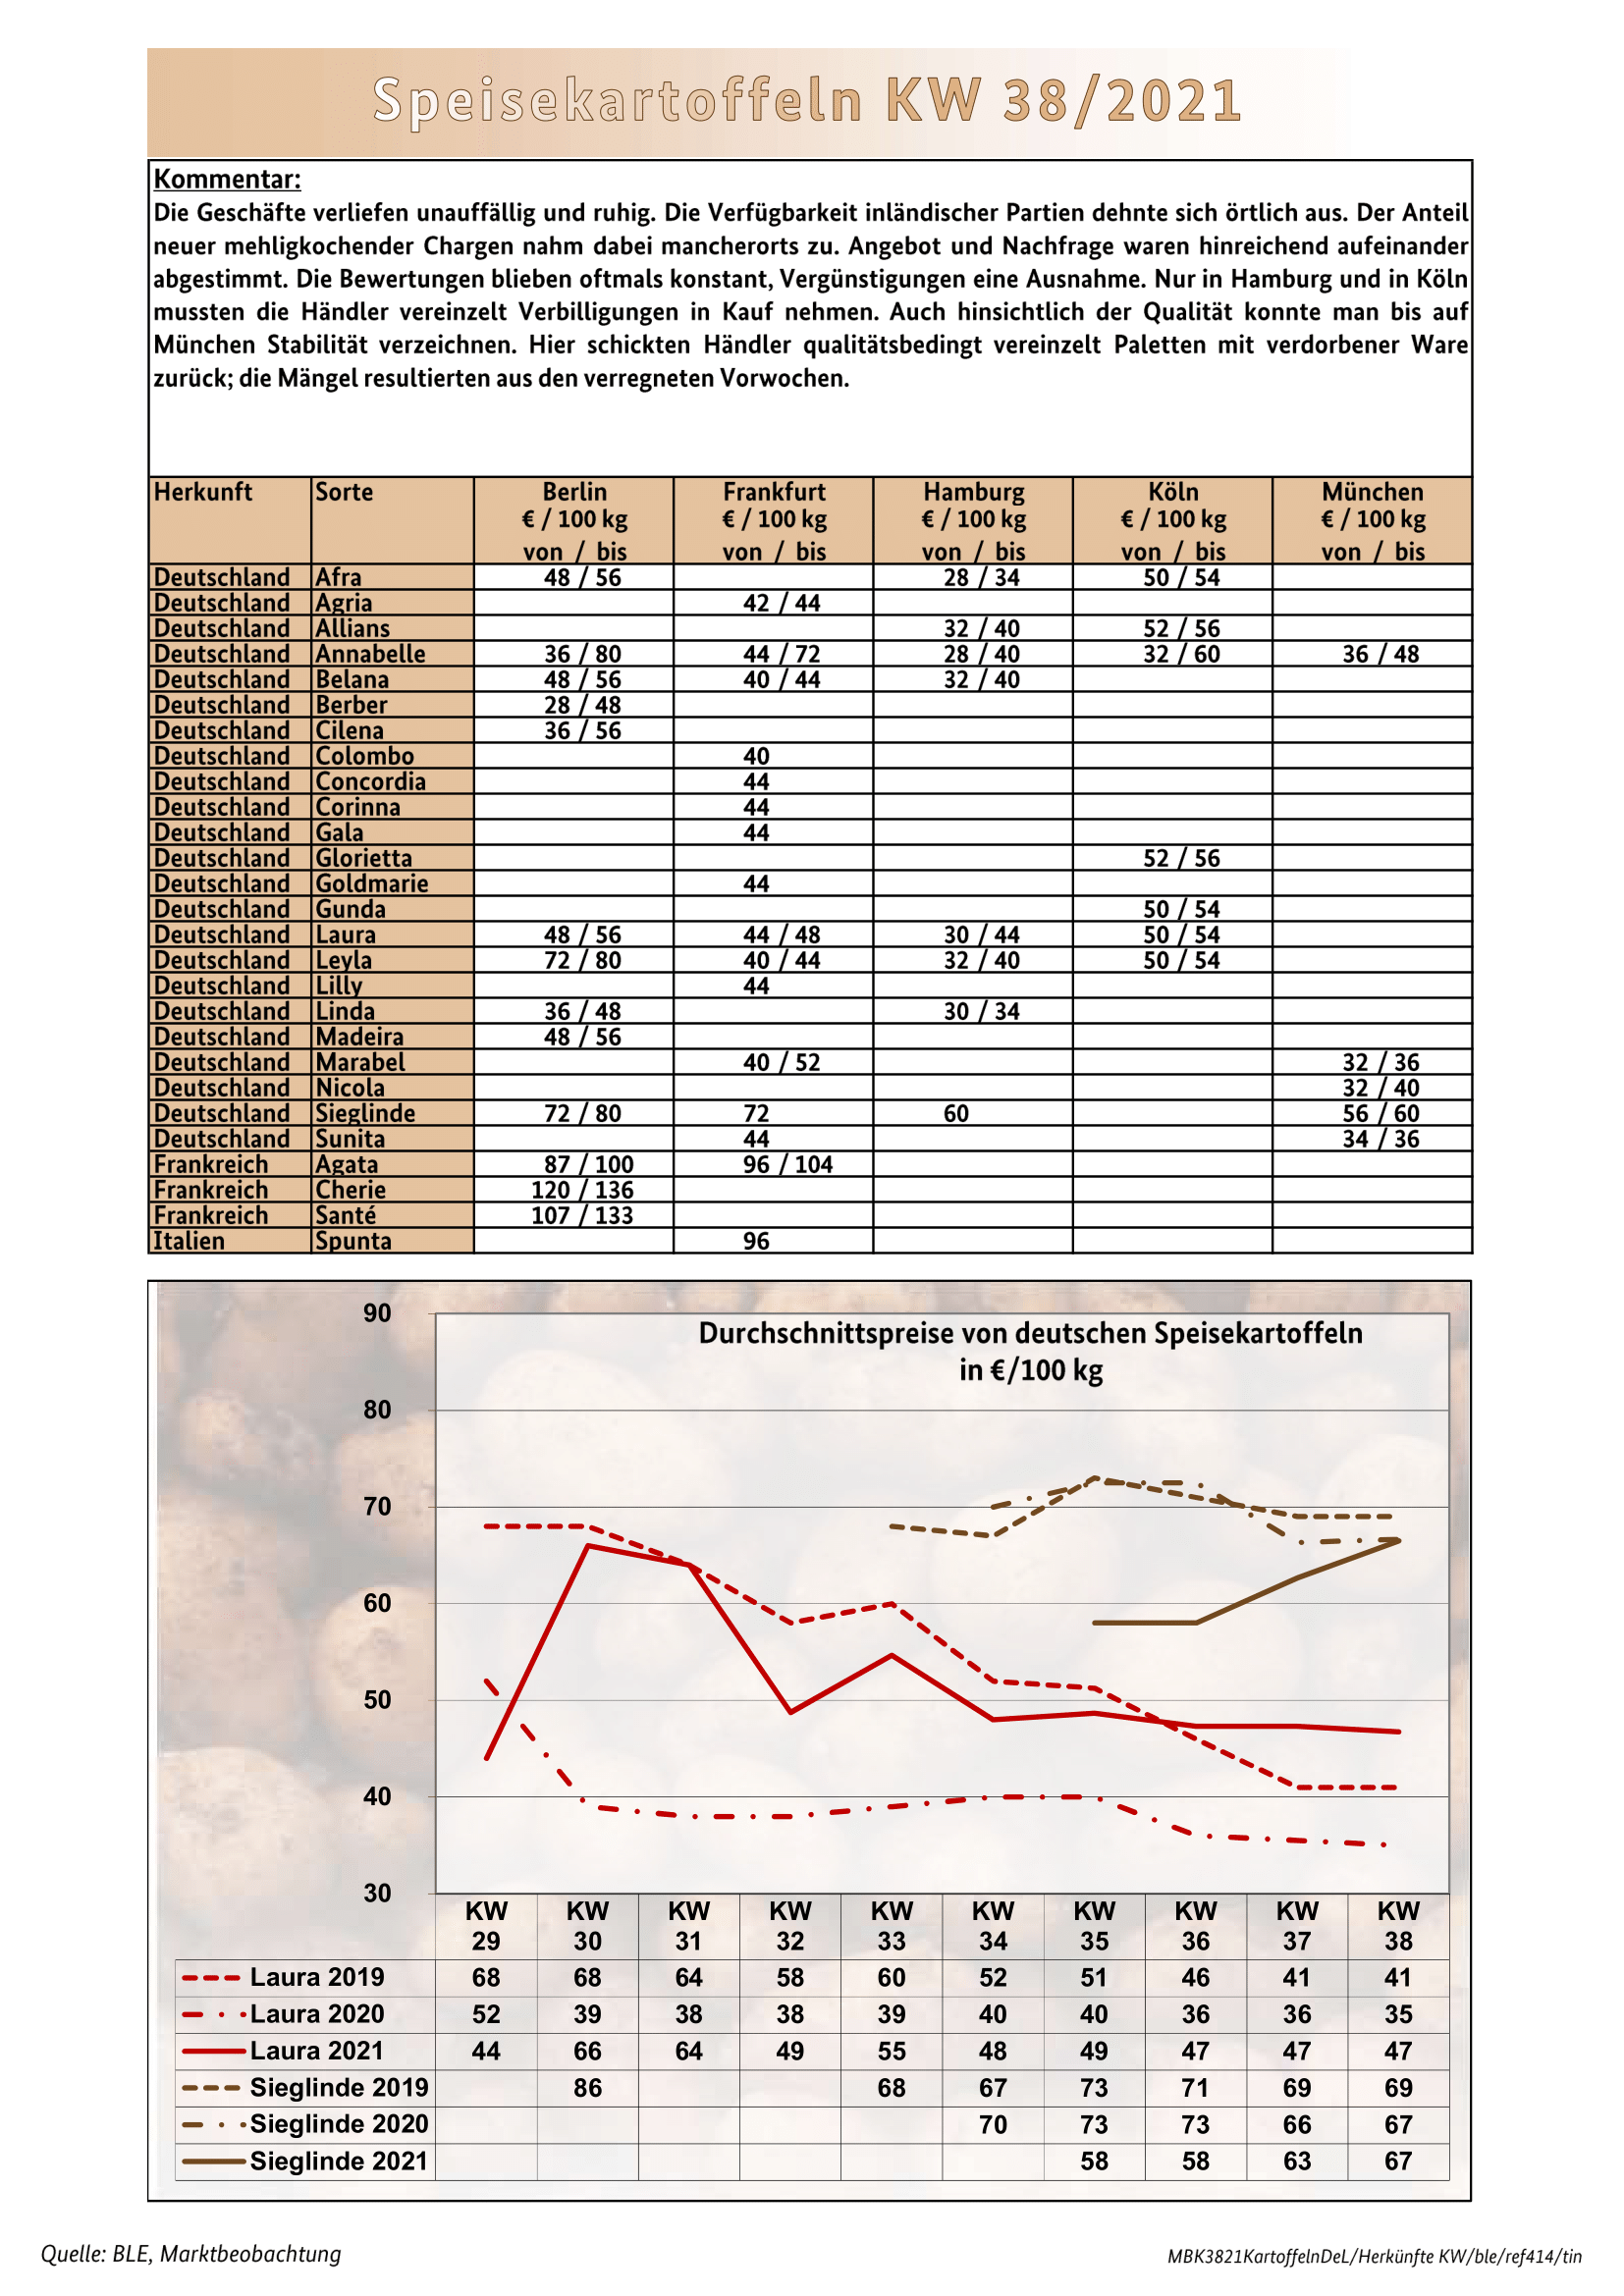 Speisekartoffeln KW 38/2021
Kommentar:
Die Geschäfte verliefen unauffällig und ruhig. Die Verfügbarkeit inländischer Partien dehnte sich örtlich aus. Der Anteil
neuer mehligkochender Chargen nahm dabei mancherorts zu. Angebot und Nachfrage waren hinreichend aufeinander
abgestimmt. Die Bewertungen blieben oftmals konstant, Vergünstigungen eine Ausnahme. Nur in Hamburg und in Köln
mussten die Händler vereinzelt Verbilligungen in Kauf nehmen. Auch hinsichtlich der Qualität konnte man bis auf
München Stabilität verzeichnen. Hier schickten Händler qualitätsbedingt vereinzelt Paletten mit verdorbener Ware
zurück; die Mängel resultierten aus den verregneten Vorwochen.
Herkunft Sorte Berlin Frankfurt Hamburg Köln München
€ / 100 kg € / 100 kg € / 100 kg € / 100 kg € / 100 kg
von / bis von / bis von / bis von / bis von / bis
Deutschland Afra 48 / 56 28 / 34 50 / 54
Deutschland Agria 42 / 44
Deutschland Allians 32 / 40 52 / 56
Deutschland Annabelle 36 / 80 44 / 72 28 / 40 32 / 60 36 / 48
Deutschland Belana 48 / 56 40 / 44 32 / 40
Deutschland Berber 28 / 48
Deutschland Cilena 36 / 56
Deutschland Colombo 40
Deutschland Concordia 44
Deutschland Corinna 44
Deutschland Gala 44
Deutschland Glorietta 52 / 56
Deutschland Goldmarie 44
Deutschland Gunda 50 / 54
Deutschland Laura 48 / 56 44 / 48 30 / 44 50 / 54
Deutschland Leyla 72 / 80 40 / 44 32 / 40 50 / 54
Deutschland Lilly 44
Deutschland Linda 36 / 48 30 / 34
Deutschland Madeira 48 / 56
Deutschland Marabel 40 / 52 32 / 36
Deutschland Nicola 32 / 40
Deutschland Sieglinde 72 / 80 72 60 56 / 60
Deutschland Sunita 44 34 / 36
Frankreich Agata 87 / 100 96 / 104
Frankreich Cherie 120 / 136
Frankreich Santé 107 / 133
Italien Spunta 96
Durchschnittspreise von deutschen Speisekartoffeln
in €/100 kg
90
80
70
60
50
40
30
KW KW KW KW KW KW KW KW KW KW
29 30 31 32 33 34 35 36 37 38
Laura 2019 68 68 64 58 60 52 51 46 41 41
Laura 2020 52 39 38 38 39 40 40 36 36 35
Laura 2021 44 66 64 49 55 48 49 47 47 47
Sieglinde 2019 86 68 67 73 71 69 69
Sieglinde 2020 70 73 73 66 67
Sieglinde 2021 58 58 63 67
Quelle: BLE, Marktbeobachtung
MBK3821KartoffelnDeL/Herkünfte KW/ble/ref414/tin